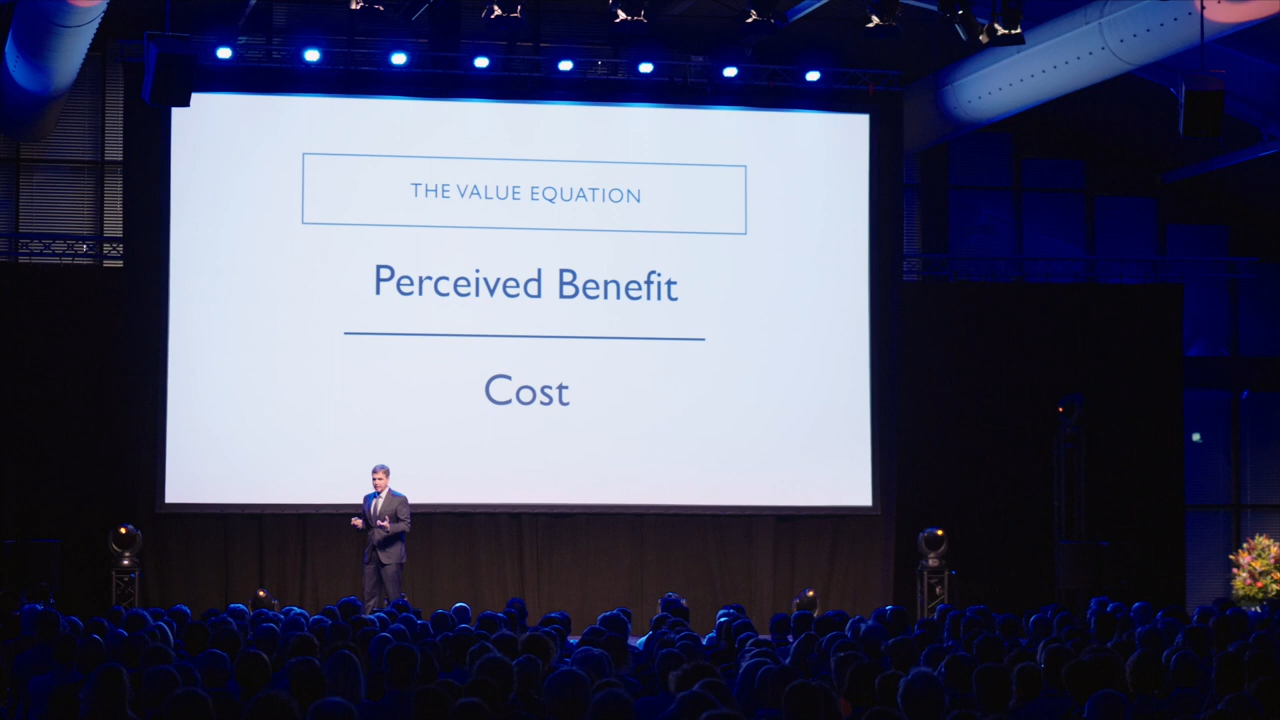 THE VALUE EQUATION
Perceived Benefit
Cost